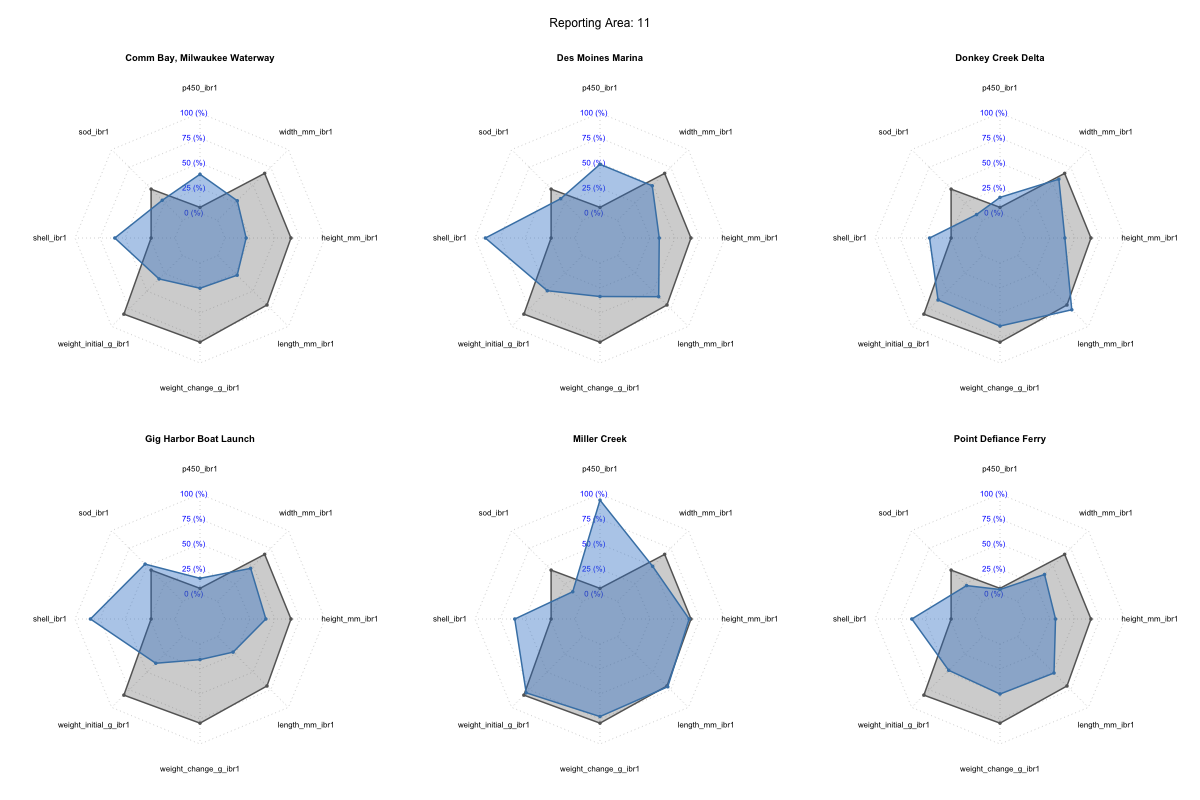 Reporting Area: 11
Comm Bay, Milwaukee Waterway
p450_ibr1
100 (%)
sod_ibr1
width_mm_ibr1
75 (%)
50 (%)
25 (%)
0 (%)
shell_ibr1
height_mm_ibr1
weight_initial_g_ibr1
length_mm_ibr1
weight_change_g_ibr1
Des Moines Marina
p450_ibr1
100 (%)
sod_ibr1
width_mm_ibr1
75 (%)
50 (%)
25 (%)
0 (%)
shell_ibr1
height_mm_ibr1
weight_initial_g_ibr1
length_mm_ibr1
weight_change_g_ibr1
Donkey Creek Delta
p450_ibr1
100 (%)
sod_ibr1
width_mm_ibr1
75 (%)
50 (%)
25 (%)
0 (%)
shell_ibr1
height_mm_ibr1
weight_initial_g_ibr1
length_mm_ibr1
weight_change_g_ibr1
Gig Harbor Boat Launch
p450_ibr1
100 (%)
sod_ibr1
width_mm_ibr1
75 (%)
50 (%)
25 (%)
0 (%)
shell_ibr1
height_mm_ibr1
weight_initial_g_ibr1
length_mm_ibr1
weight_change_g_ibr1
Miller Creek
p450_ibr1
100 (%)
sod_ibr1
width_mm_ibr1
75 (%)
50 (%)
25 (%)
0 (%)
shell_ibr1
height_mm_ibr1
weight_initial_g_ibr1
length_mm_ibr1
weight_change_g_ibr1
Point Defiance Ferry
p450_ibr1
100 (%)
sod_ibr1
width_mm_ibr1
75 (%)
50 (%)
25 (%)
0 (%)
shell_ibr1
height_mm_ibr1
weight_initial_g_ibr1
length_mm_ibr1
weight_change_g_ibr1